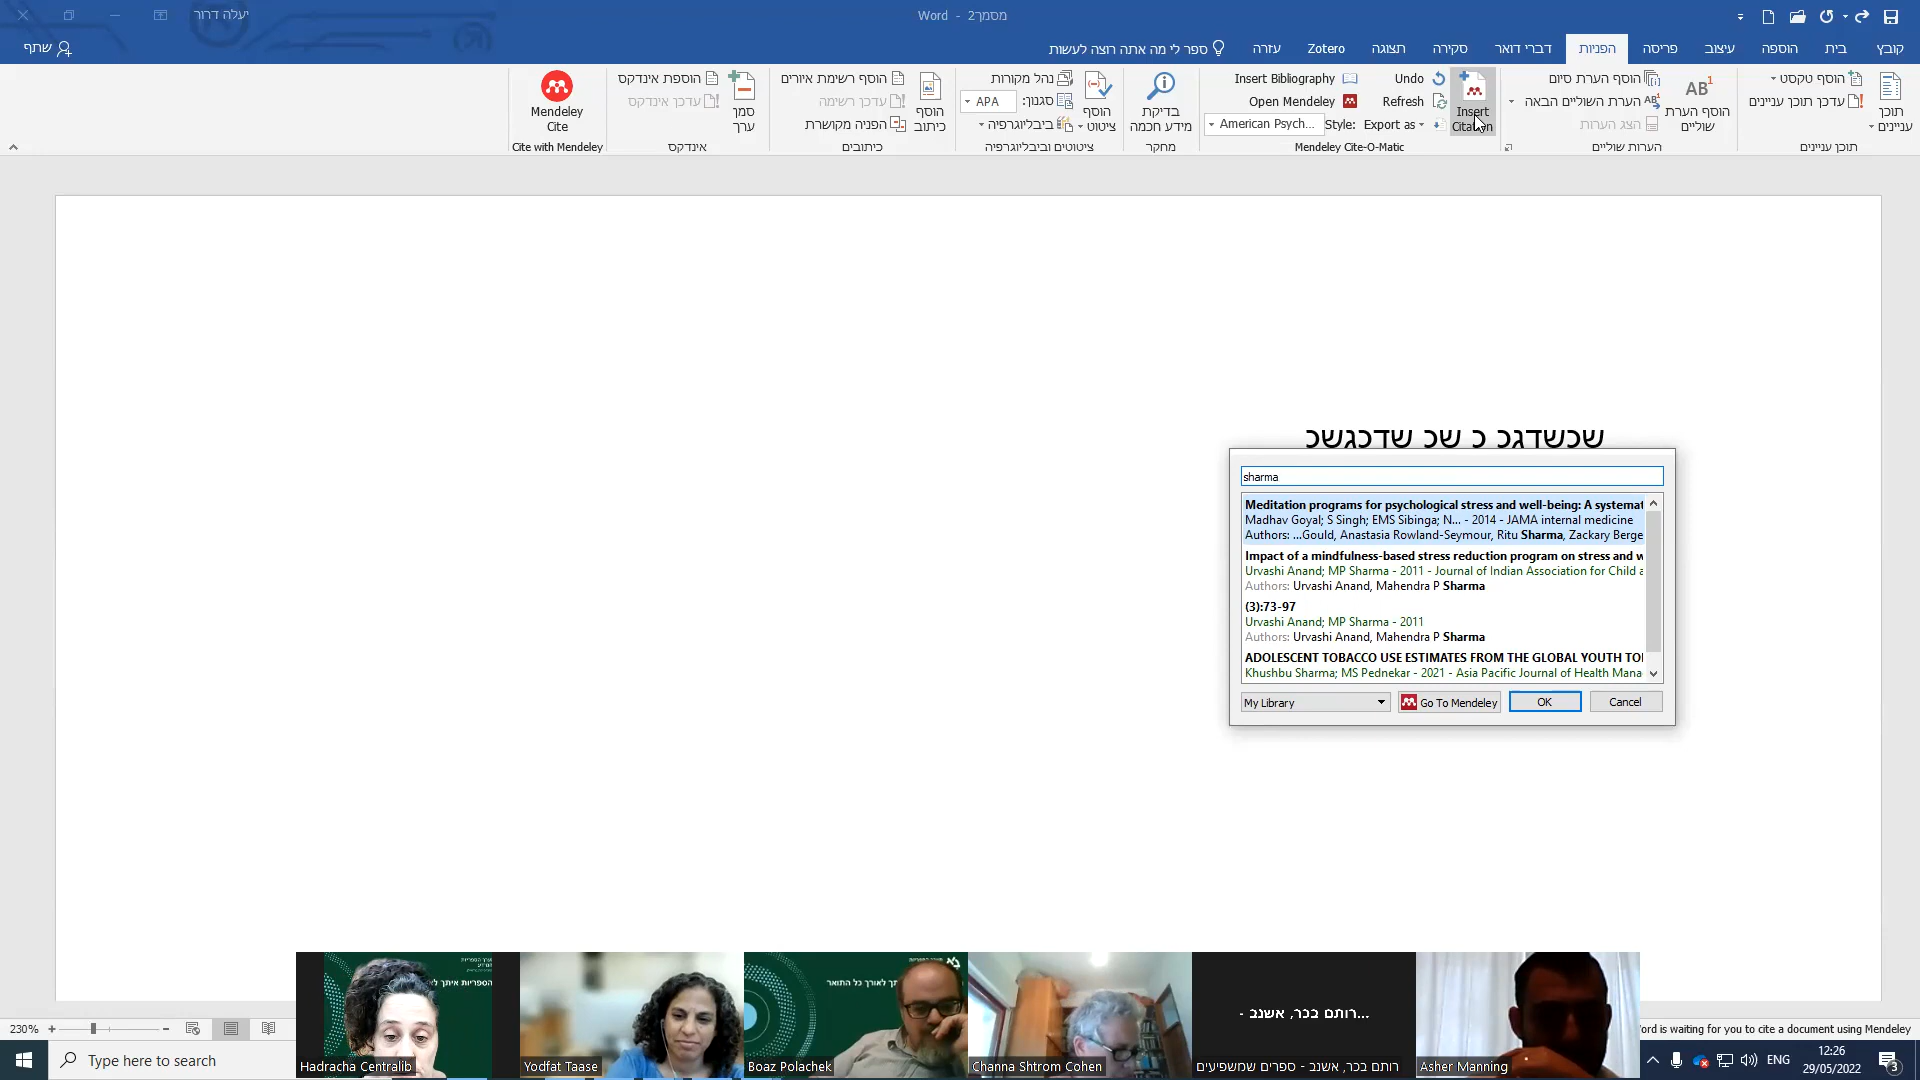 יעלה דרור
מסמך2 - Word
קובץ
בית
הוספה
עיצוב
פריסה
הפניות
דברי דואר
סקירה
תצוגה
Zotero
עזרה
ספר לי מה אתה רוצה לעשות
שתף
תוכן
עניינים
הוסף טקסט
עדכן תוכן עניינים
תוכן עניינים
AB1
הוסף הערת
שוליים
הוסף הערת סיום
הערת השוליים הבאה
הצג הערות
הערות שוליים
Insert
Citation
Undo
Refresh
Export as
Insert Bibliography
Open Mendeley
Style: American Psych...
Mendeley Cite-O-Matic
בדיקת
מידע חכמה
מחקר
הוסף
ציטוט
נהל מקורות
סגנון: APA
ביבליוגרפיה
ציטוטים וביבליוגרפיה
הוסף
כיתוב
הוסף רשימת איורים
עדכן רשימה
הפניה מקושרת
כיתובים
סמן
ערך
הוספת אינדקס
עדכן אינדקס
אינדקס
Mendeley
Cite
Cite with Mendeley
שכשדגכ כ שכ שדכגשכ
sharma
Meditation programs for psychological stress and well-being: A systemat
Madhav Goyal; S Singh; EMS Sibinga; N... - 2014 - JAMA internal medicine
Authors: ...Gould, Anastasia Rowland-Seymour, Ritu Sharma, Zackary Berge
Impact of a mindfulness-based stress reduction program on stress and w
Urvashi Anand; MP Sharma - 2011 - Journal of Indian Association for Child a
Authors: Urvashi Anand, Mahendra P Sharma
(3):73-97
Urvashi Anand; MP Sharma - 2011
Authors: Urvashi Anand, Mahendra P Sharma
ADOLESCENT TOBACCO USE ESTIMATES FROM THE GLOBAL YOUTH TO
Khushbu Sharma; MS Pednekar - 2021 - Asia Pacific Journal of Health Mana
My Library
Go To Mendeley
OK
Cancel
הספריות איתך
לאורך כל התואר
Hadracha Centralib
Yodfat Taase
Boaz Polachek
Channa Shtrom Cohen
רותם בכר, אשנב - ...
רותם בכר, אשנב - ספרים שמשפיעים
Asher Manning
230%
ord is waiting for you to cite a document using Mendeley
Type here to search
ENG
12:26
29/05/2022
3